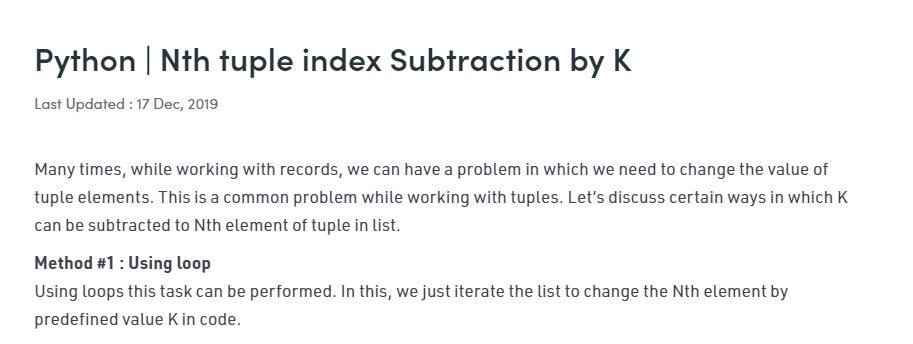 Python | Nth tuple index Subtraction by K
Last Updated : 17 Dec, 2019
Many times, while working with records, we can have a problem in which we need to change the value of
tuple elements. This is a common problem while working with tuples. Let’s discuss certain ways in which K
can be subtracted to Nth element of tuple in list.
Method #1 : Using loop
Using loops this task can be performed. In this, we just iterate the list to change the Nth element by
predefined value K in code.